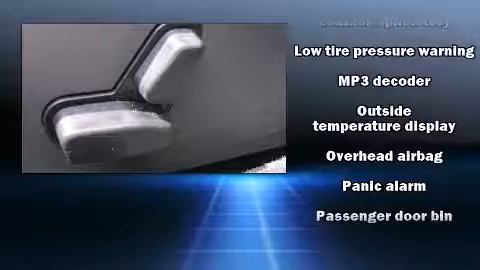 Low tire pressure warning
MP3 decoder
Outside
temperature display
Overhead airbag
Panic alarm
Passenger door bin